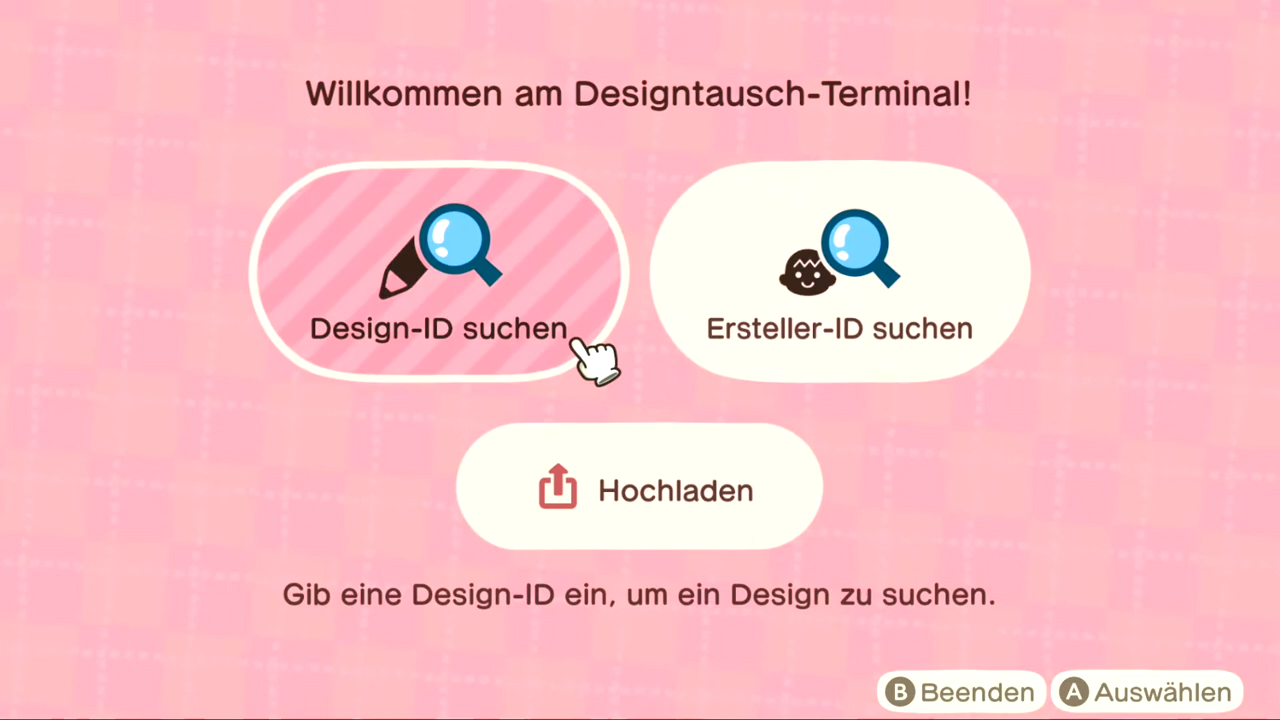 Willkommen am Designtausch-Terminal!
Design-ID suchen
Ersteller-ID suchen
Hochladen
Gib eine Design-ID ein, um ein Design zu suchen.
B Beenden A Auswählen